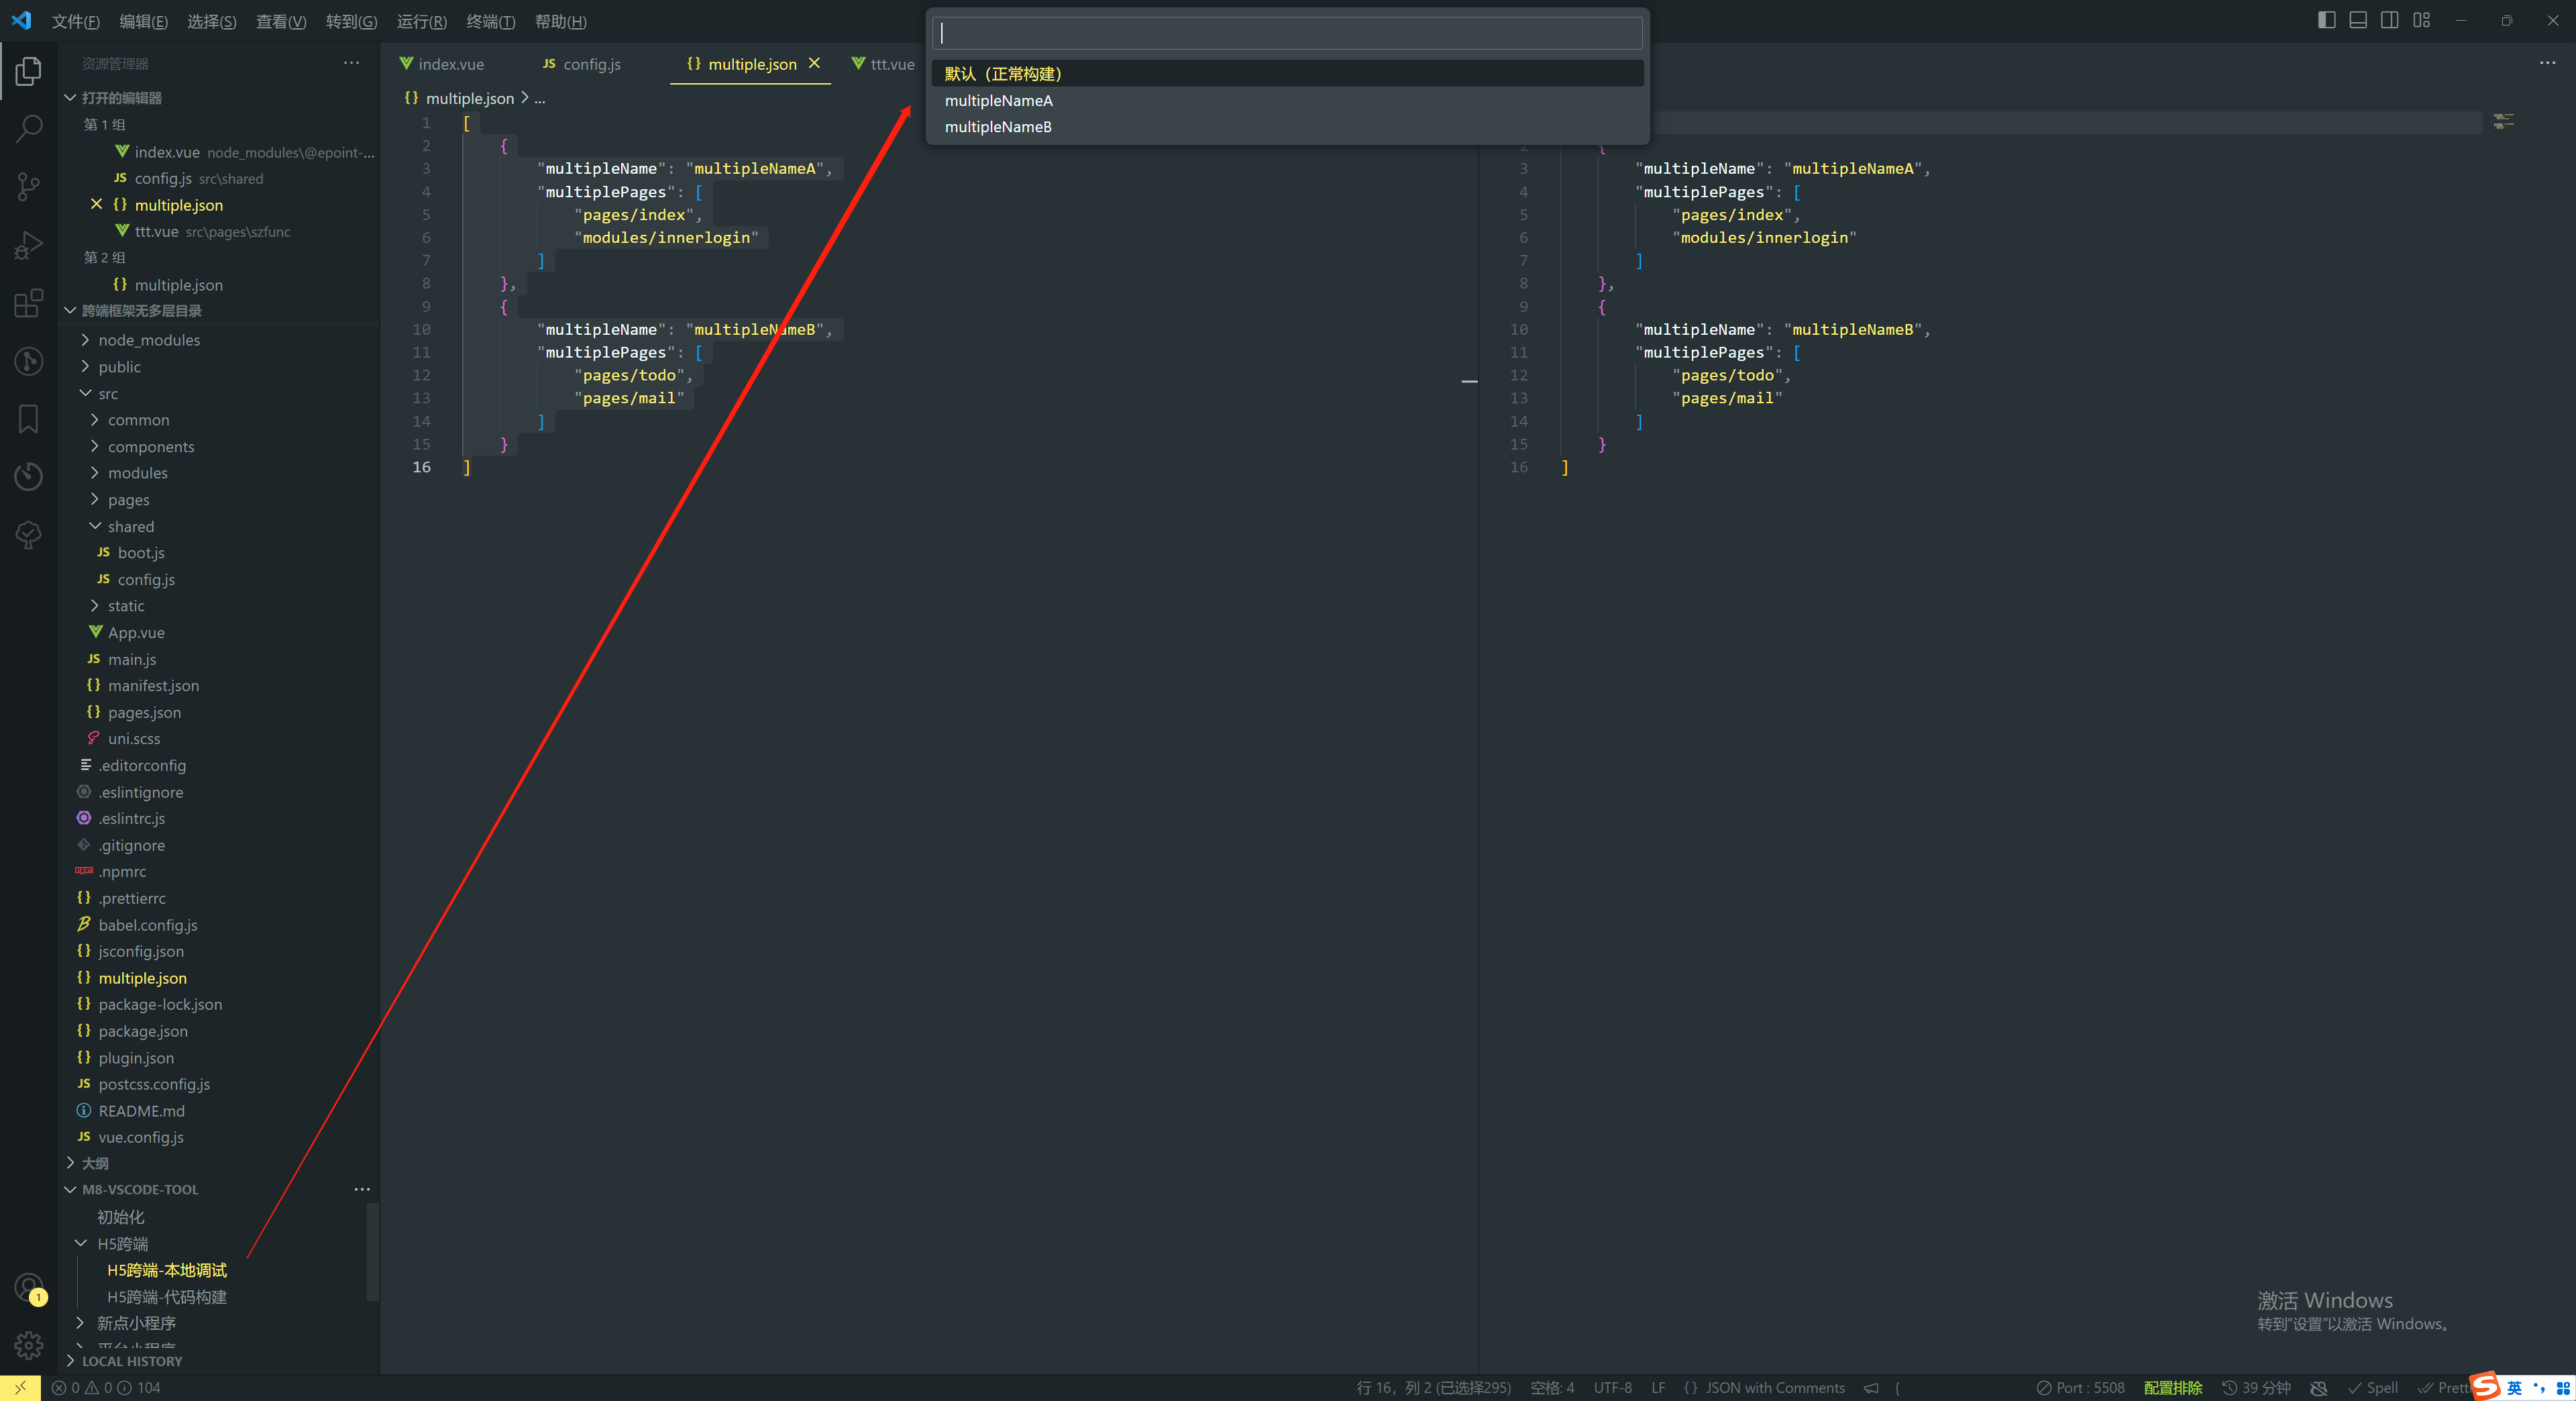 文件(F) 编辑(E) 选择(S) 查看(V) 转到(G) 运行(R) 终端(T) 帮助(H)
默认（正常构建）
multipleNameA
multipleNameB
资源管理器
打开的编辑器
第 1 组
index.vue node_modules\@epoint-...
config.js src\shared
multiple.json
ttt.vue src\pages\szfunc
第 2 组
multiple.json
跨端框架无多层目录
node_modules
public
src
common
components
modules
pages
shared
JS boot.js
JS config.js
static
App.vue
JS main.js
{} manifest.json
{} pages.json
uni.scss
.editorconfig
.eslintignore
.eslintrc.js
.gitignore
.npmrc
{} .prettierrc
babel.config.js
{} jsconfig.json
{} multiple.json
{} package-lock.json
{} package.json
{} plugin.json
JS postcss.config.js
README.md
JS vue.config.js
大纲
M8-VSCODE-TOOL
初始化
H5跨端
H5跨端-本地调试
H5跨端-代码构建
新点小程序
LOCAL HISTORY
1
index.vue JS config.js {} multiple.json ttt.vue
{} multiple.json > ...
1 [
2 {
3 "multipleName": "multipleNameA",
4 "multiplePages": [
5 "pages/index",
6 "modules/innerlogin"
7 ]
8 },
9 {
10 "multipleName": "multipleNameB",
11 "multiplePages": [
12 "pages/todo",
13 "pages/mail"
14 ]
15 }
16 ]
2 {
3 "multipleName": "multipleNameA",
4 "multiplePages": [
5 "pages/index",
6 "modules/innerlogin"
7 ]
8 },
9 {
10 "multipleName": "multipleNameB",
11 "multiplePages": [
12 "pages/todo",
13 "pages/mail"
14 ]
15 }
16 ]
激活 Windows
转到"设置"以激活 Windows。
0 0 104 行 16，列 2 (已选择295) 空格: 4 UTF-8 LF {} JSON with Comments Port : 5508 配置排除 39 分钟 Spell Prett
S 英